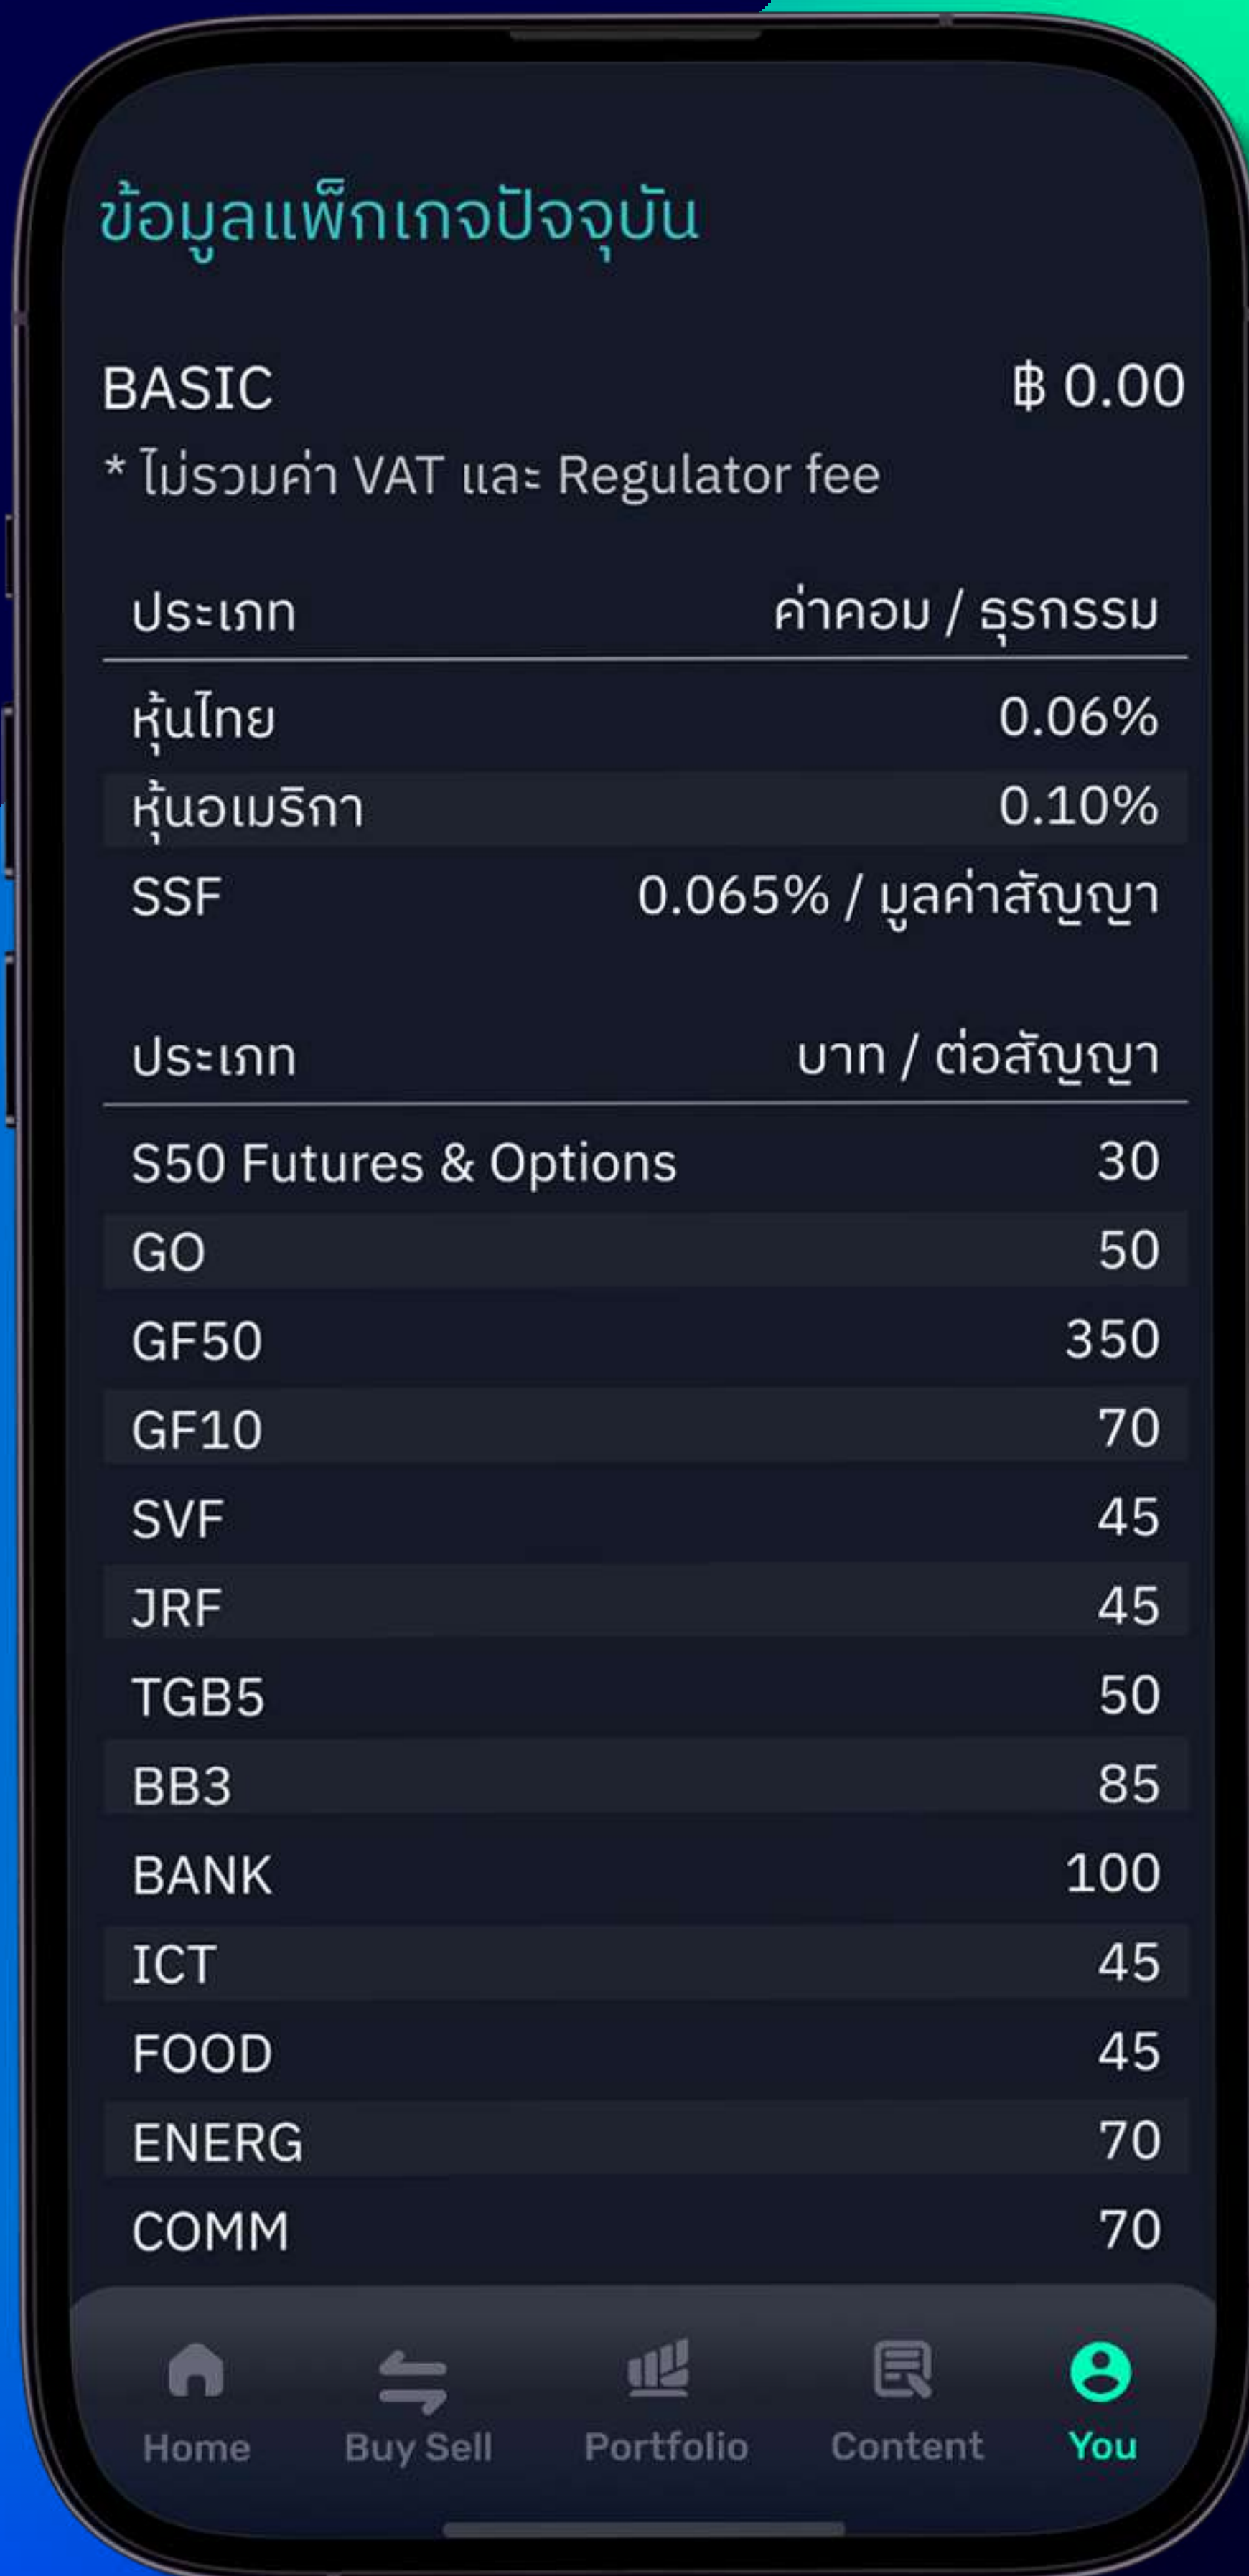 ข้อมูลแพ็กเกจปัจจุบัน
BASIC ฿ 0.00
* ไม่รวมค่า VAT และ Regulator fee
ประเภท ค่าคอม / ธุรกรรม
หุ้นไทย 0.06%
หุ้นอเมริกา 0.10%
SSF 0.065% / มูลค่าสัญญา
ประเภท บาท / ต่อสัญญา
S50 Futures & Options 30
GO 50
GF50 350
GF10 70
SVF 45
JRF 45
TGB5 50
BB3 85
BANK 100
ICT 45
FOOD 45
ENERG 70
COMM 70
Home Buy Sell Portfolio Content You